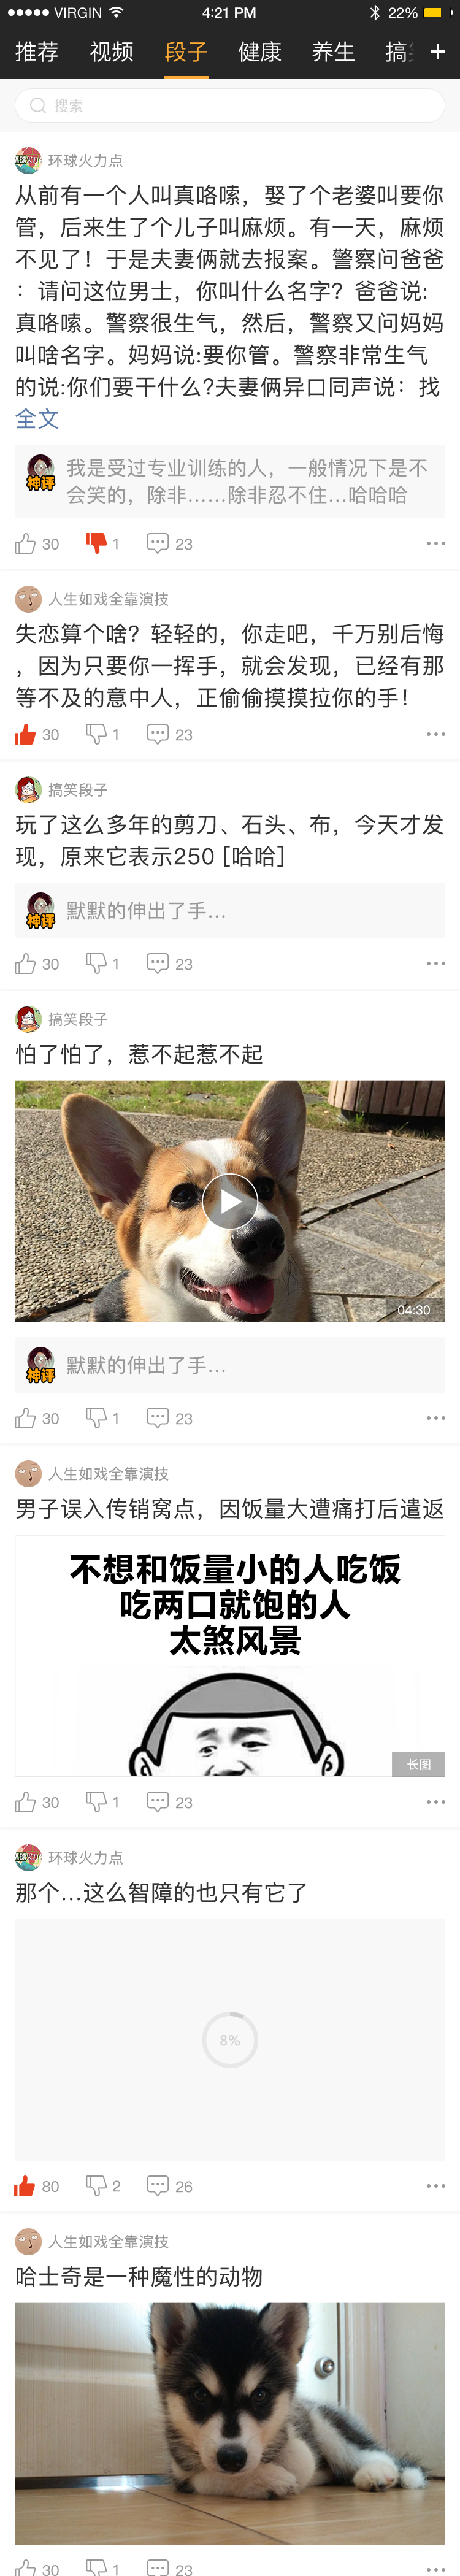 VIRGIN 4:21 PM 22%
推荐 视频 段子 健康 养生 搞
搜索
环球火力点
从前有一个人叫真咯嗦，娶了个老婆叫要你
管，后来生了个儿子叫麻烦。有一天，麻烦
不见了！于是夫妻俩就去报案。警察问爸爸
：请问这位男士，你叫什么名字？爸爸说:
真咯嗦。警察很生气，然后，警察又问妈妈
叫啥名字。妈妈说:要你管。警察非常生气
的说:你们要干什么?夫妻俩异口同声说：找
全文
神评 我是受过专业训练的人，一般情况下是不
会笑的，除非……除非忍不住…哈哈哈
30 1 23
人生如戏全靠演技
失恋算个啥？轻轻的，你走吧，千万别后悔
，因为只要你一挥手，就会发现，已经有那
等不及的意中人，正偷偷摸摸拉你的手！
30 1 23
搞笑段子
玩了这么多年的剪刀、石头、布，今天才发
现，原来它表示250 [哈哈]
神评 默默的伸出了手…
30 1 23
搞笑段子
怕了怕了，惹不起惹不起
04:30
神评 默默的伸出了手…
30 1 23
人生如戏全靠演技
男子误入传销窝点，因饭量大遭痛打后遣返
不想和饭量小的人吃饭
吃两口就饱的人
太煞风景
长图
30 1 23
环球火力点
那个…这么智障的也只有它了
8%
80 2 26
人生如戏全靠演技
哈士奇是一种魔性的动物
30 1 23